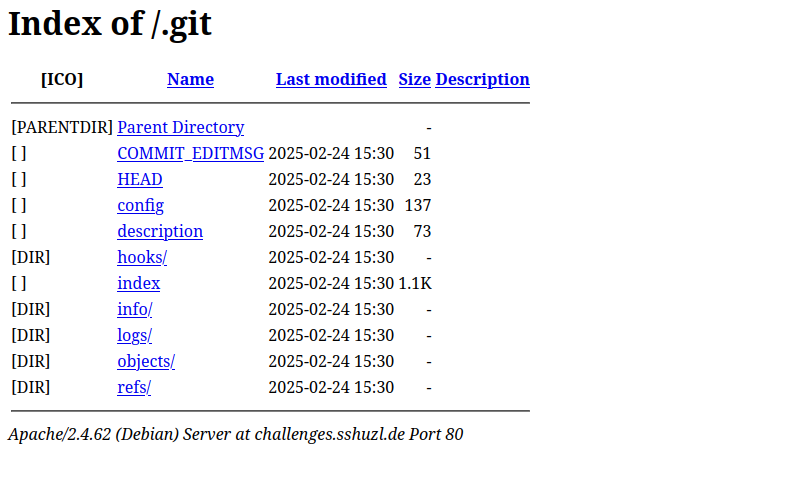 Index of /.git
[ICO] Name Last modified Size Description
[PARENTDIR] Parent Directory -
[ ] COMMIT_EDITMSG 2025-02-24 15:30 51
[ ] HEAD 2025-02-24 15:30 23
[ ] config 2025-02-24 15:30 137
[ ] description 2025-02-24 15:30 73
[DIR] hooks/ 2025-02-24 15:30 -
[ ] index 2025-02-24 15:30 1.1K
[DIR] info/ 2025-02-24 15:30 -
[DIR] logs/ 2025-02-24 15:30 -
[DIR] objects/ 2025-02-24 15:30 -
[DIR] refs/ 2025-02-24 15:30 -
Apache/2.4.62 (Debian) Server at challenges.sshuzl.de Port 80